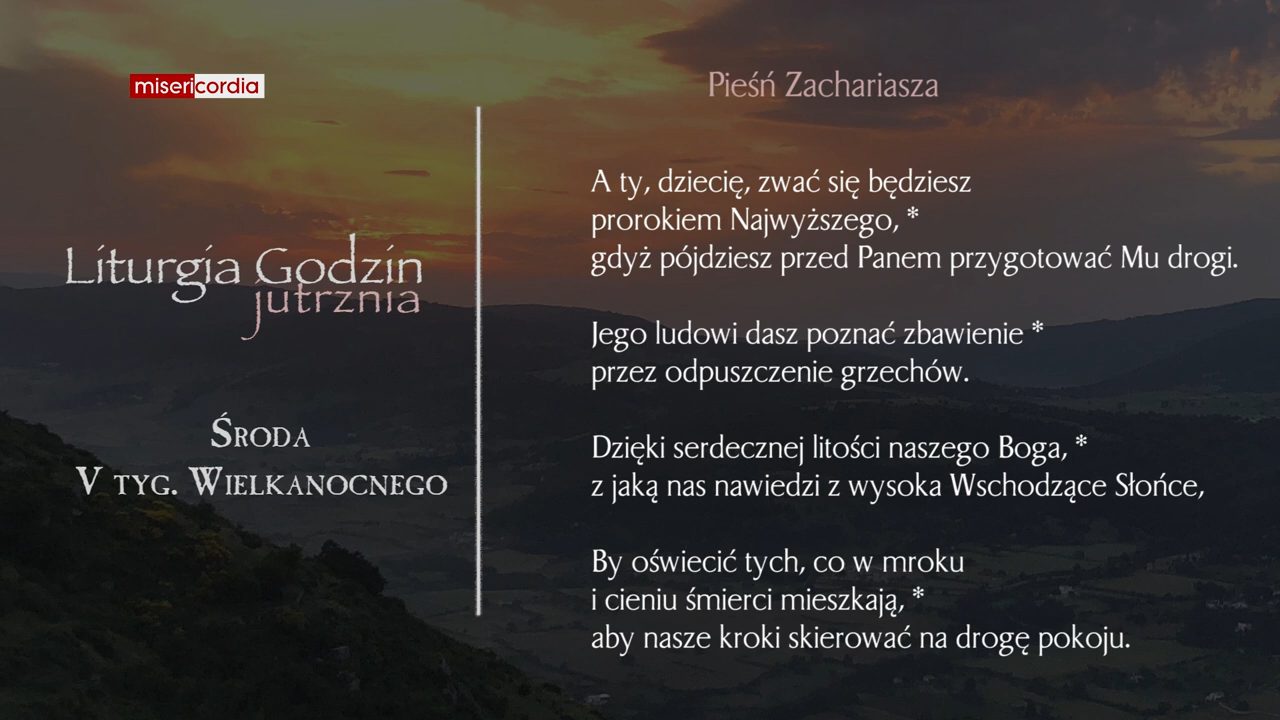 misericordia
Liturgia Godzin
jutrznia
Środa
V tyg. Wielkanocnego
Pieśń Zachariasza
A ty, dziecię, zwać się będziesz
prorokiem Najwyższego, *
gdyż pójdziesz przed Panem przygotować Mu drogi.
Jego ludowi dasz poznać zbawienie *
przez odpuszczenie grzechów.
Dzięki serdecznej litości naszego Boga, *
z jaką nas nawiedzi z wysoka Wschodzące Słońce,
By oświecić tych, co w mroku
i cieniu śmierci mieszkają, *
aby nasze kroki skierować na drogę pokoju.